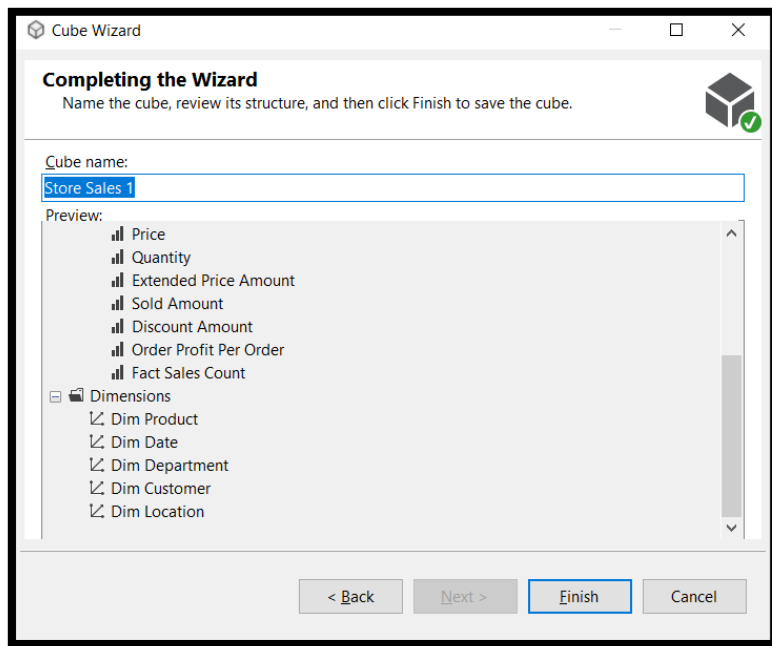 Cube Wizard
Completing the Wizard
Name the cube, review its structure, and then click Finish to save the cube.
Cube name:
Store Sales 1
Preview:
Price
Quantity
Extended Price Amount
Sold Amount
Discount Amount
Order Profit Per Order
Fact Sales Count
Dimensions
Dim Product
Dim Date
Dim Department
Dim Customer
Dim Location
< Back Next > Finish Cancel